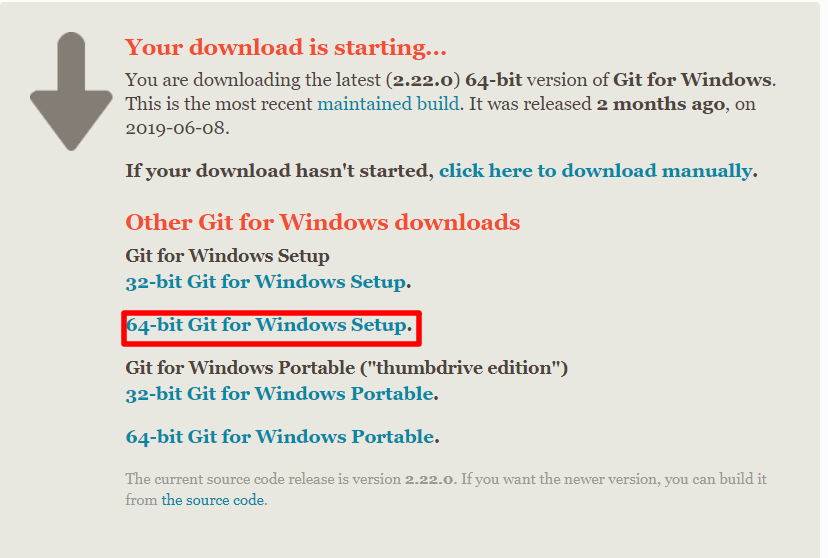 Your download is starting...
You are downloading the latest (2.22.0) 64-bit version of Git for Windows.
This is the most recent maintained build. It was released 2 months ago, on
2019-06-08.
If your download hasn't started, click here to download manually.
Other Git for Windows downloads
Git for Windows Setup
32-bit Git for Windows Setup.
64-bit Git for Windows Setup.
Git for Windows Portable ("thumbdrive edition")
32-bit Git for Windows Portable.
64-bit Git for Windows Portable.
The current source code release is version 2.22.0. If you want the newer version, you can build it
from the source code.